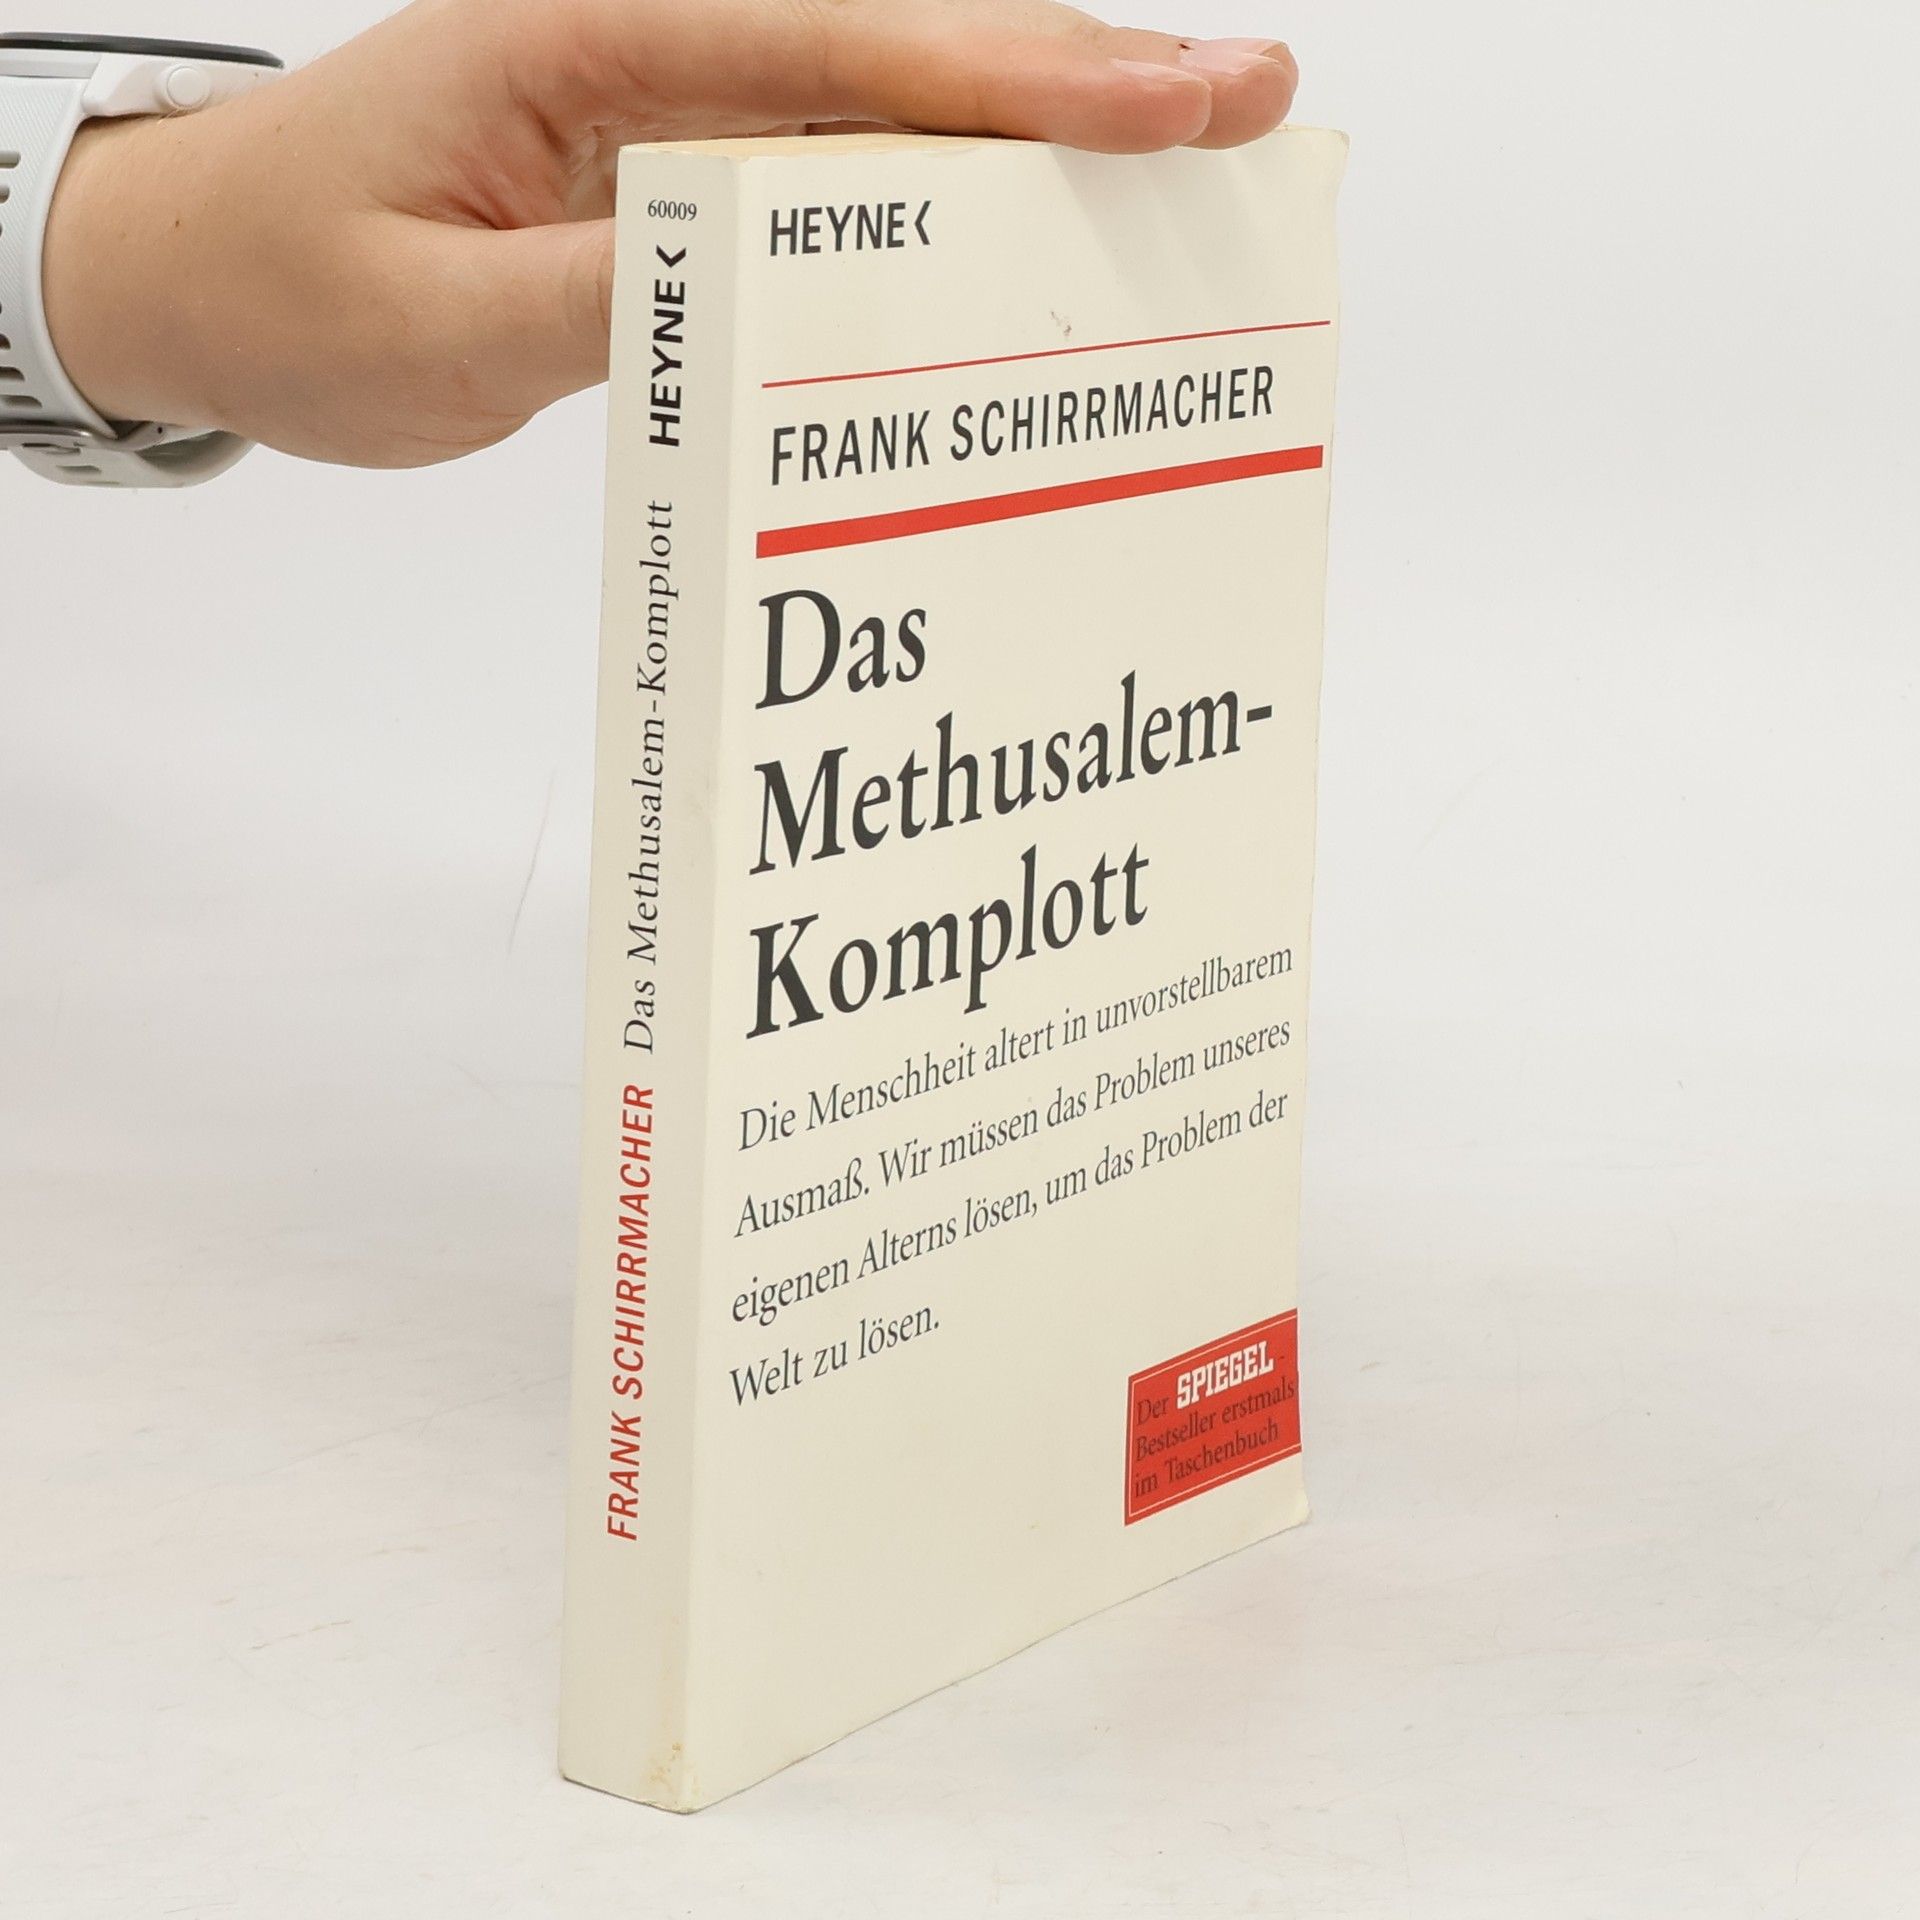 60009
HEYNE<
FRANK SCHIRRMACHER Das Methusalem-Komplott HEYNE<
FRANK SCHIRRMACHER
Das
Methusalem-
Komplott
Die Menschheit altert in unvorstellbarem
Ausmaß. Wir müssen das Problem unseres
eigenen Alterns lösen, um das Problem der
Welt zu lösen.
Der SPIEGEL-
Bestseller erstmals
im Taschenbuch